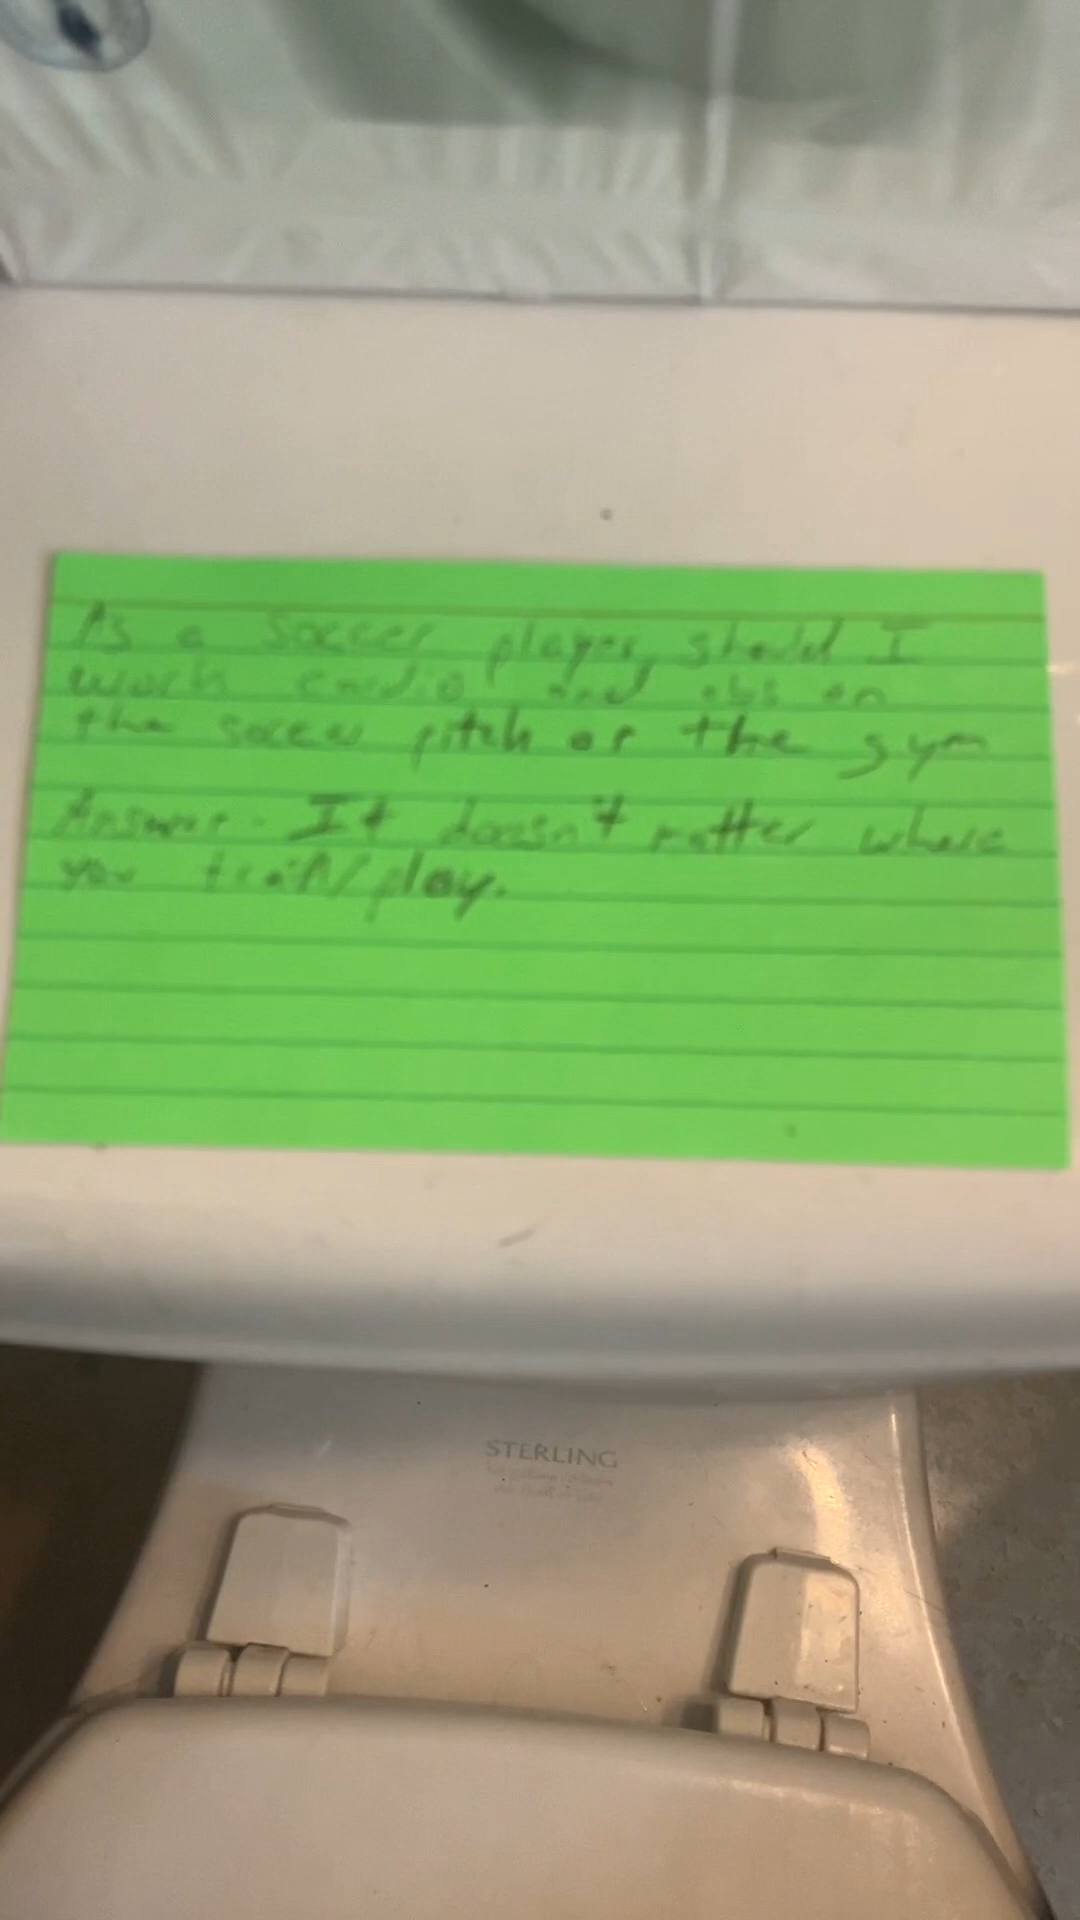 As a Soccer player, should I
work cardio and abs on
the soccer pitch or the gym
Answer - It doesn't matter where
you train/play.
STERLING